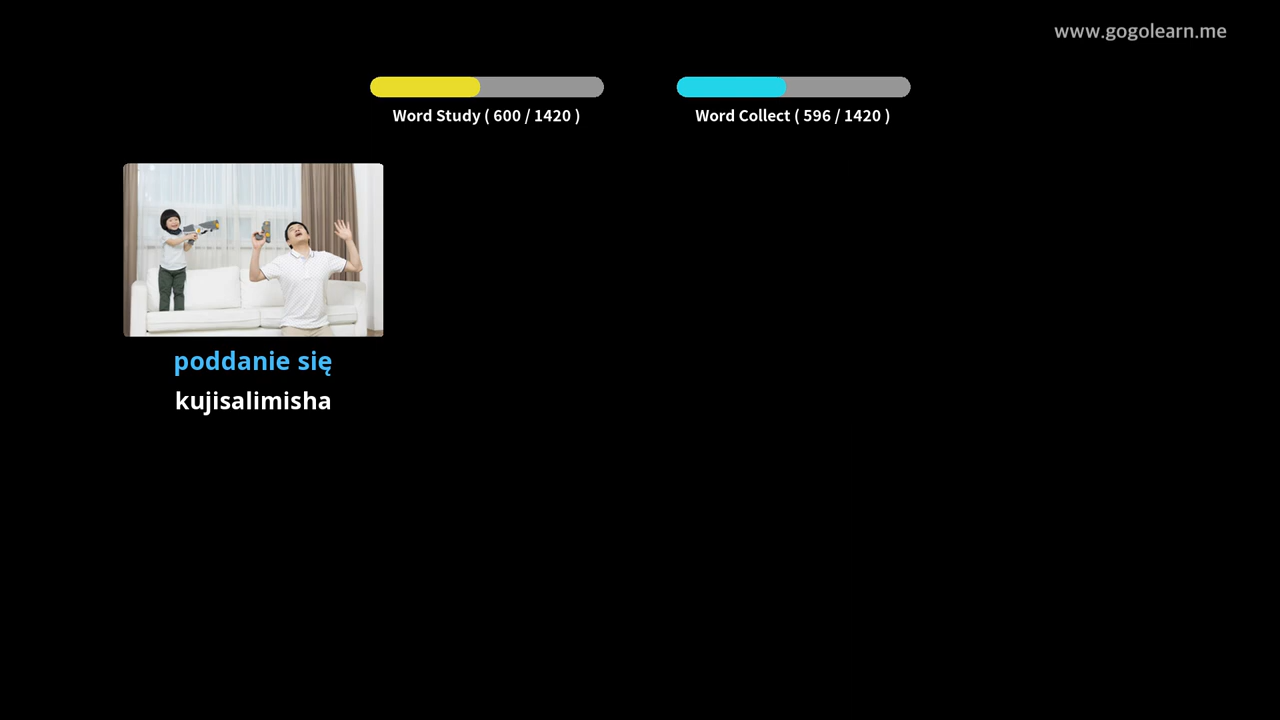 www.gogolearn.me
Word Study ( 600 / 1420 )
Word Collect ( 596 / 1420 )
poddanie się
kujisalimisha